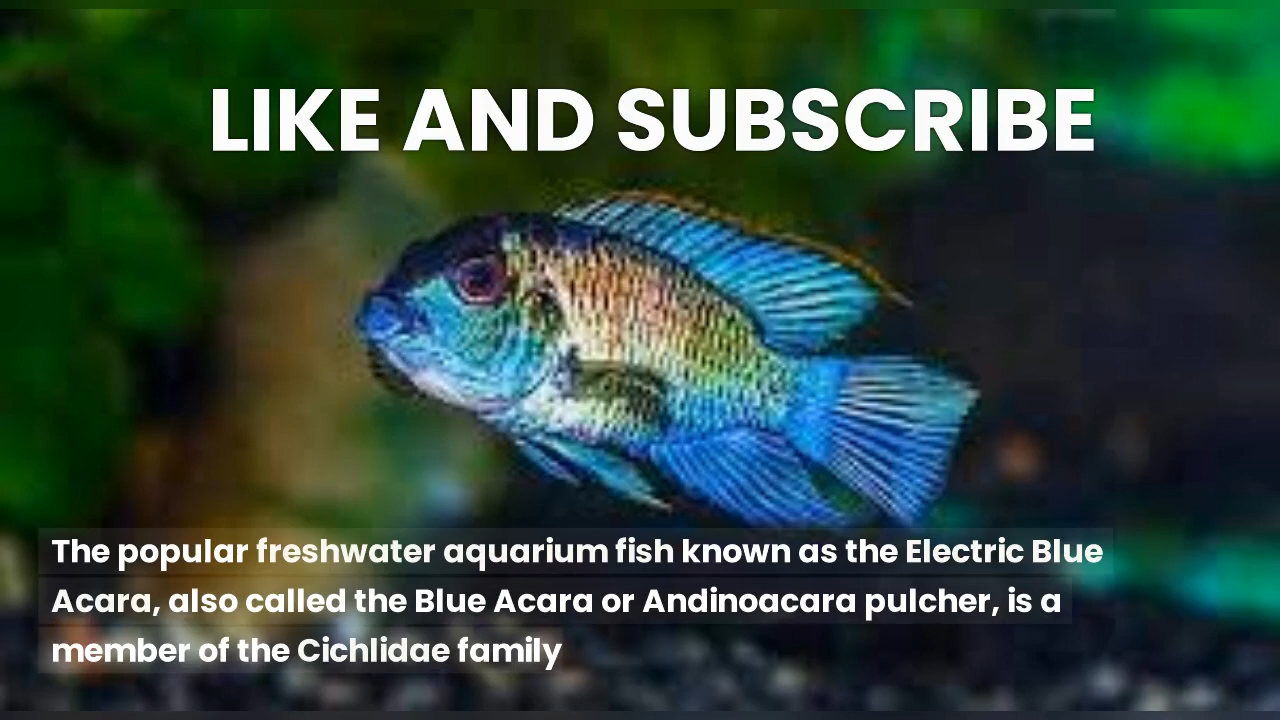 LIKE AND SUBSCRIBE
The popular freshwater aquarium fish known as the Electric Blue
Acara, also called the Blue Acara or Andinoacara pulcher, is a
member of the Cichlidae family